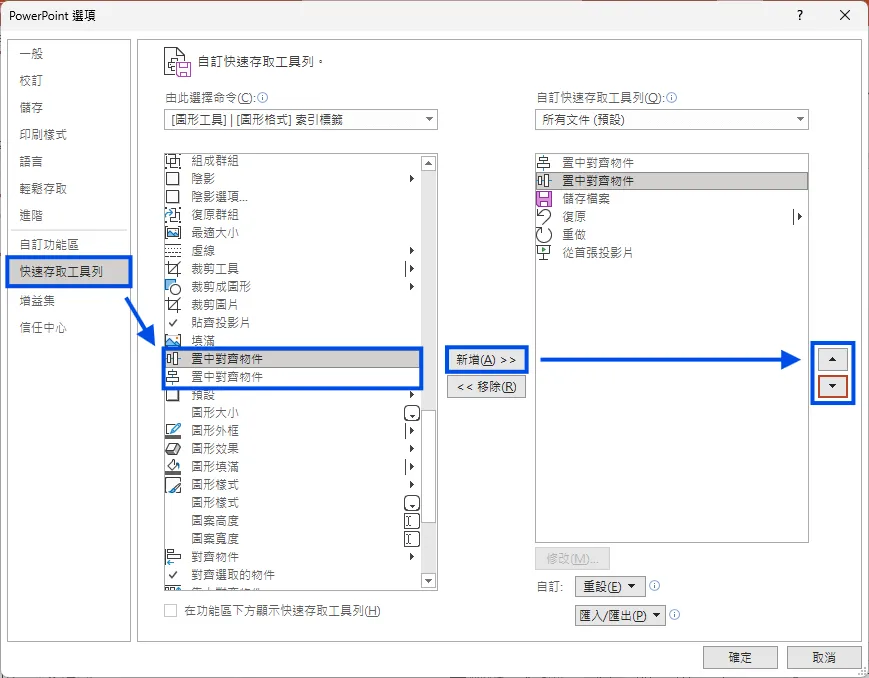 PowerPoint 選項
?
一般
校訂
儲存
印刷樣式
語言
輕鬆存取
進階
自訂功能區
快速存取工具列
增益集
信任中心
自訂快速存取工具列。
由此選擇命令(C):
[圖形工具] | [圖形格式] 索引標籤
組成群組
陰影
陰影選項...
復原群組
最適大小
虛線
裁剪工具
裁剪成圖形
裁剪圖片
貼齊投影片
填滿
置中對齊物件
置中對齊物件
預設
圖形大小
圖形外框
圖形效果
圖形填滿
圖形樣式
圖形樣式
圖案高度
圖案寬度
對齊物件
對齊選取的物件
在功能區下方顯示快速存取工具列(H)
新增(A) >>
<< 移除(R)
自訂快速存取工具列(Q):
所有文件 (預設)
置中對齊物件
置中對齊物件
儲存檔案
復原
重做
從首張投影片
修改(M)...
自訂:
重設(E)
匯入/匯出(P)
確定
取消